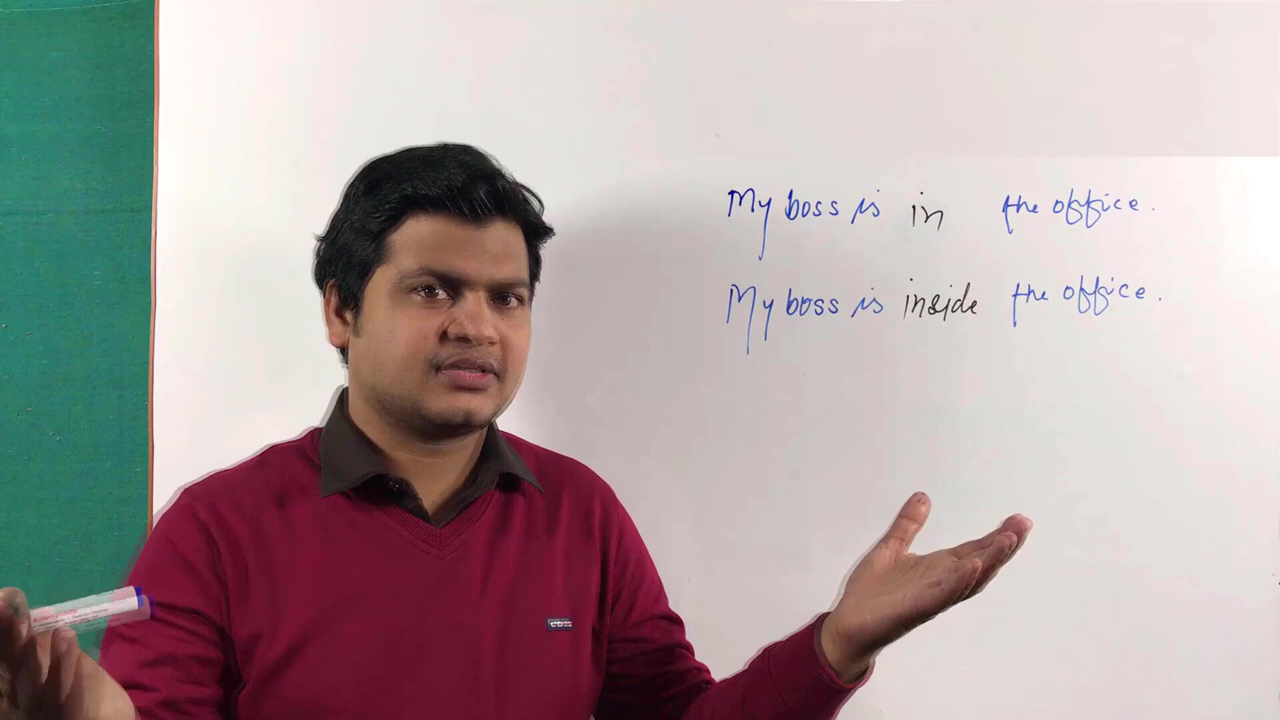 My boss is in the office.
My boss is inside the office.